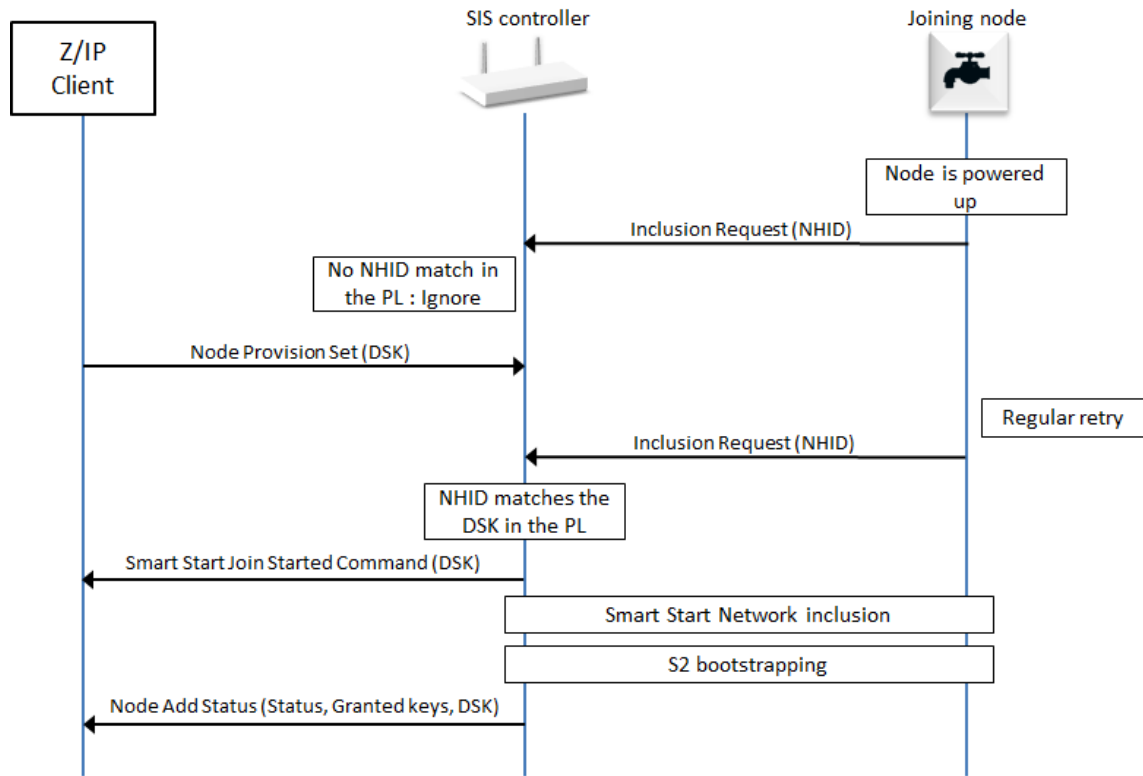 SIS controller
Joining node
Z/IP
Client
Node is powered
up
Inclusion Request (NHID)
No NHID match in
the PL : Ignore
Node Provision Set (DSK)
Regular retry
Inclusion Request (NHID)
NHID matches the
DSK in the PL
Smart Start Join Started Command (DSK)
Smart Start Network inclusion
S2 bootstrapping
Node Add Status (Status, Granted keys, DSK)